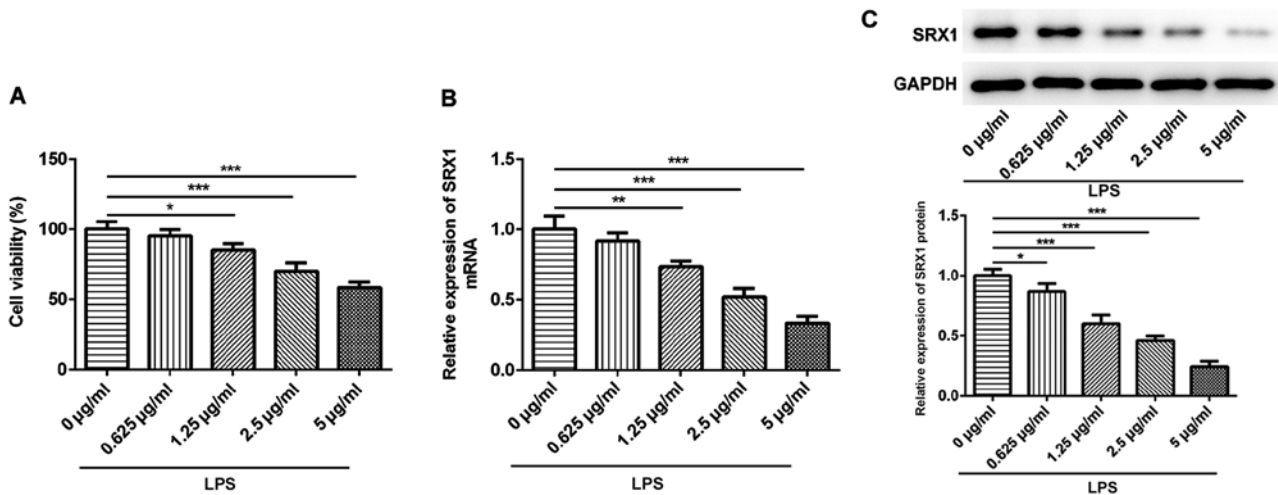 A
Cell viability (%)
150
100
50
0
***
***
*
0 μg/ml
0.625 μg/ml
1.25 μg/ml
2.5 μg/ml
5 μg/ml
LPS
B
Relative expression of SRX1
mRNA
1.5
1.0
0.5
0.0
***
***
**
0 μg/ml
0.625 μg/ml
1.25 μg/ml
2.5 μg/ml
5 μg/ml
LPS
C
SRX1
GAPDH
0 μg/ml
0.625 μg/ml
1.25 μg/ml
2.5 μg/ml
5 μg/ml
LPS
Relative expression of SRX1 protein
1.5
1.0
0.5
0.0
***
***
***
*
0 μg/ml
0.625 μg/ml
1.25 μg/ml
2.5 μg/ml
5 μg/ml
LPS